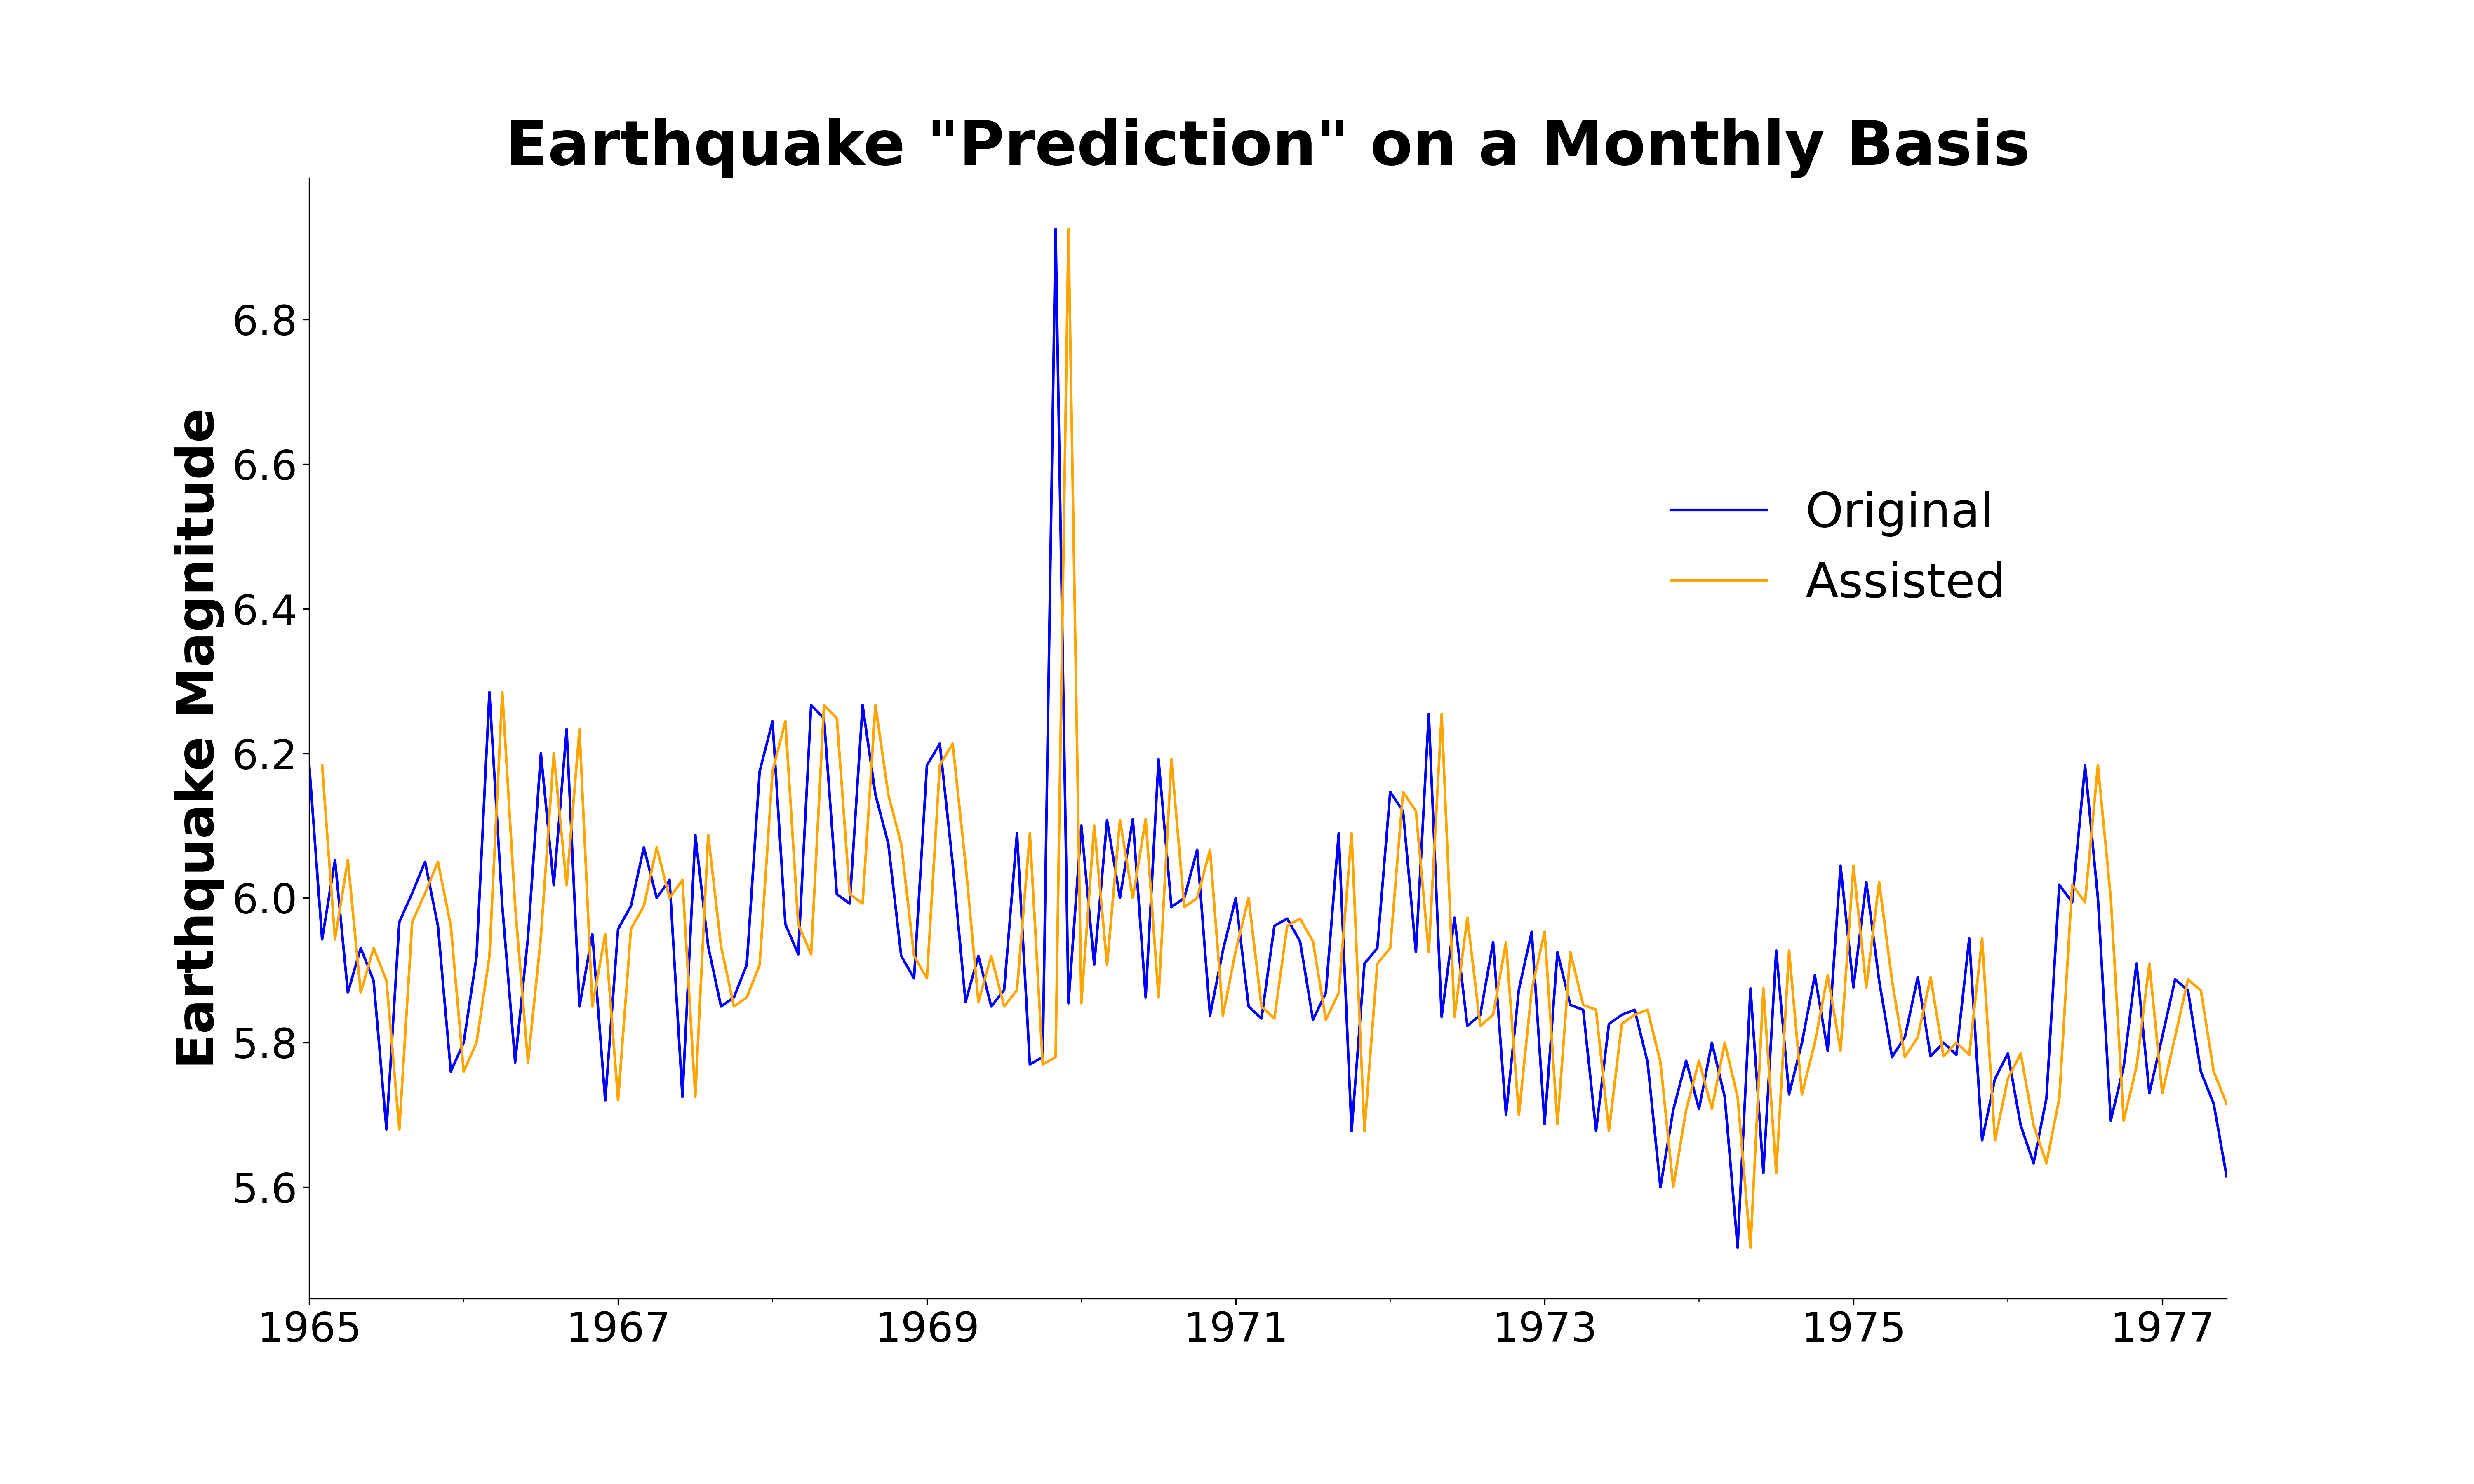 Earthquake "Prediction" on a Monthly Basis
Earthquake Magnitude
6.8
6.6
6.4
6.2
6.0
5.8
5.6
Original
Assisted
1965 1967 1969 1971 1973 1975 1977